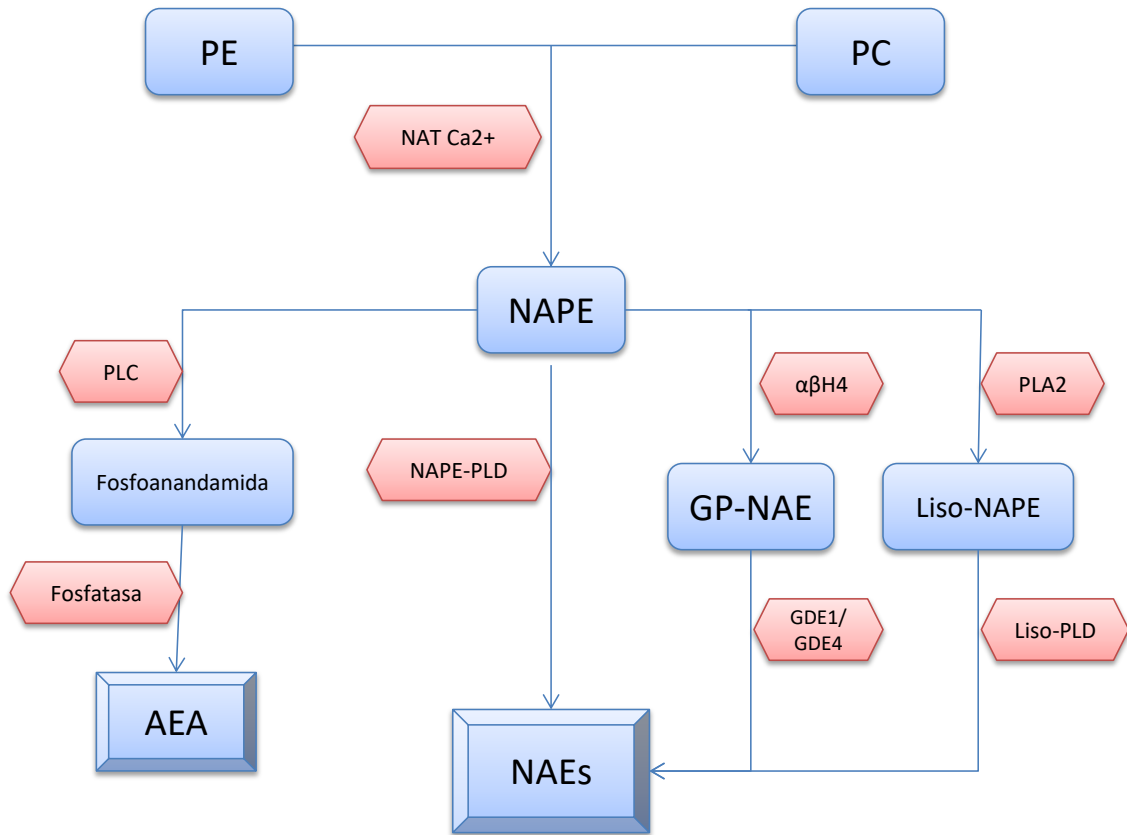 PE
PC
NAT Ca2+
NAPE
PLC
αβH4
PLA2
Fosfoanandamida
NAPE-PLD
GP-NAE
Liso-NAPE
Fosfatasa
GDE1/
GDE4
Liso-PLD
AEA
NAEs